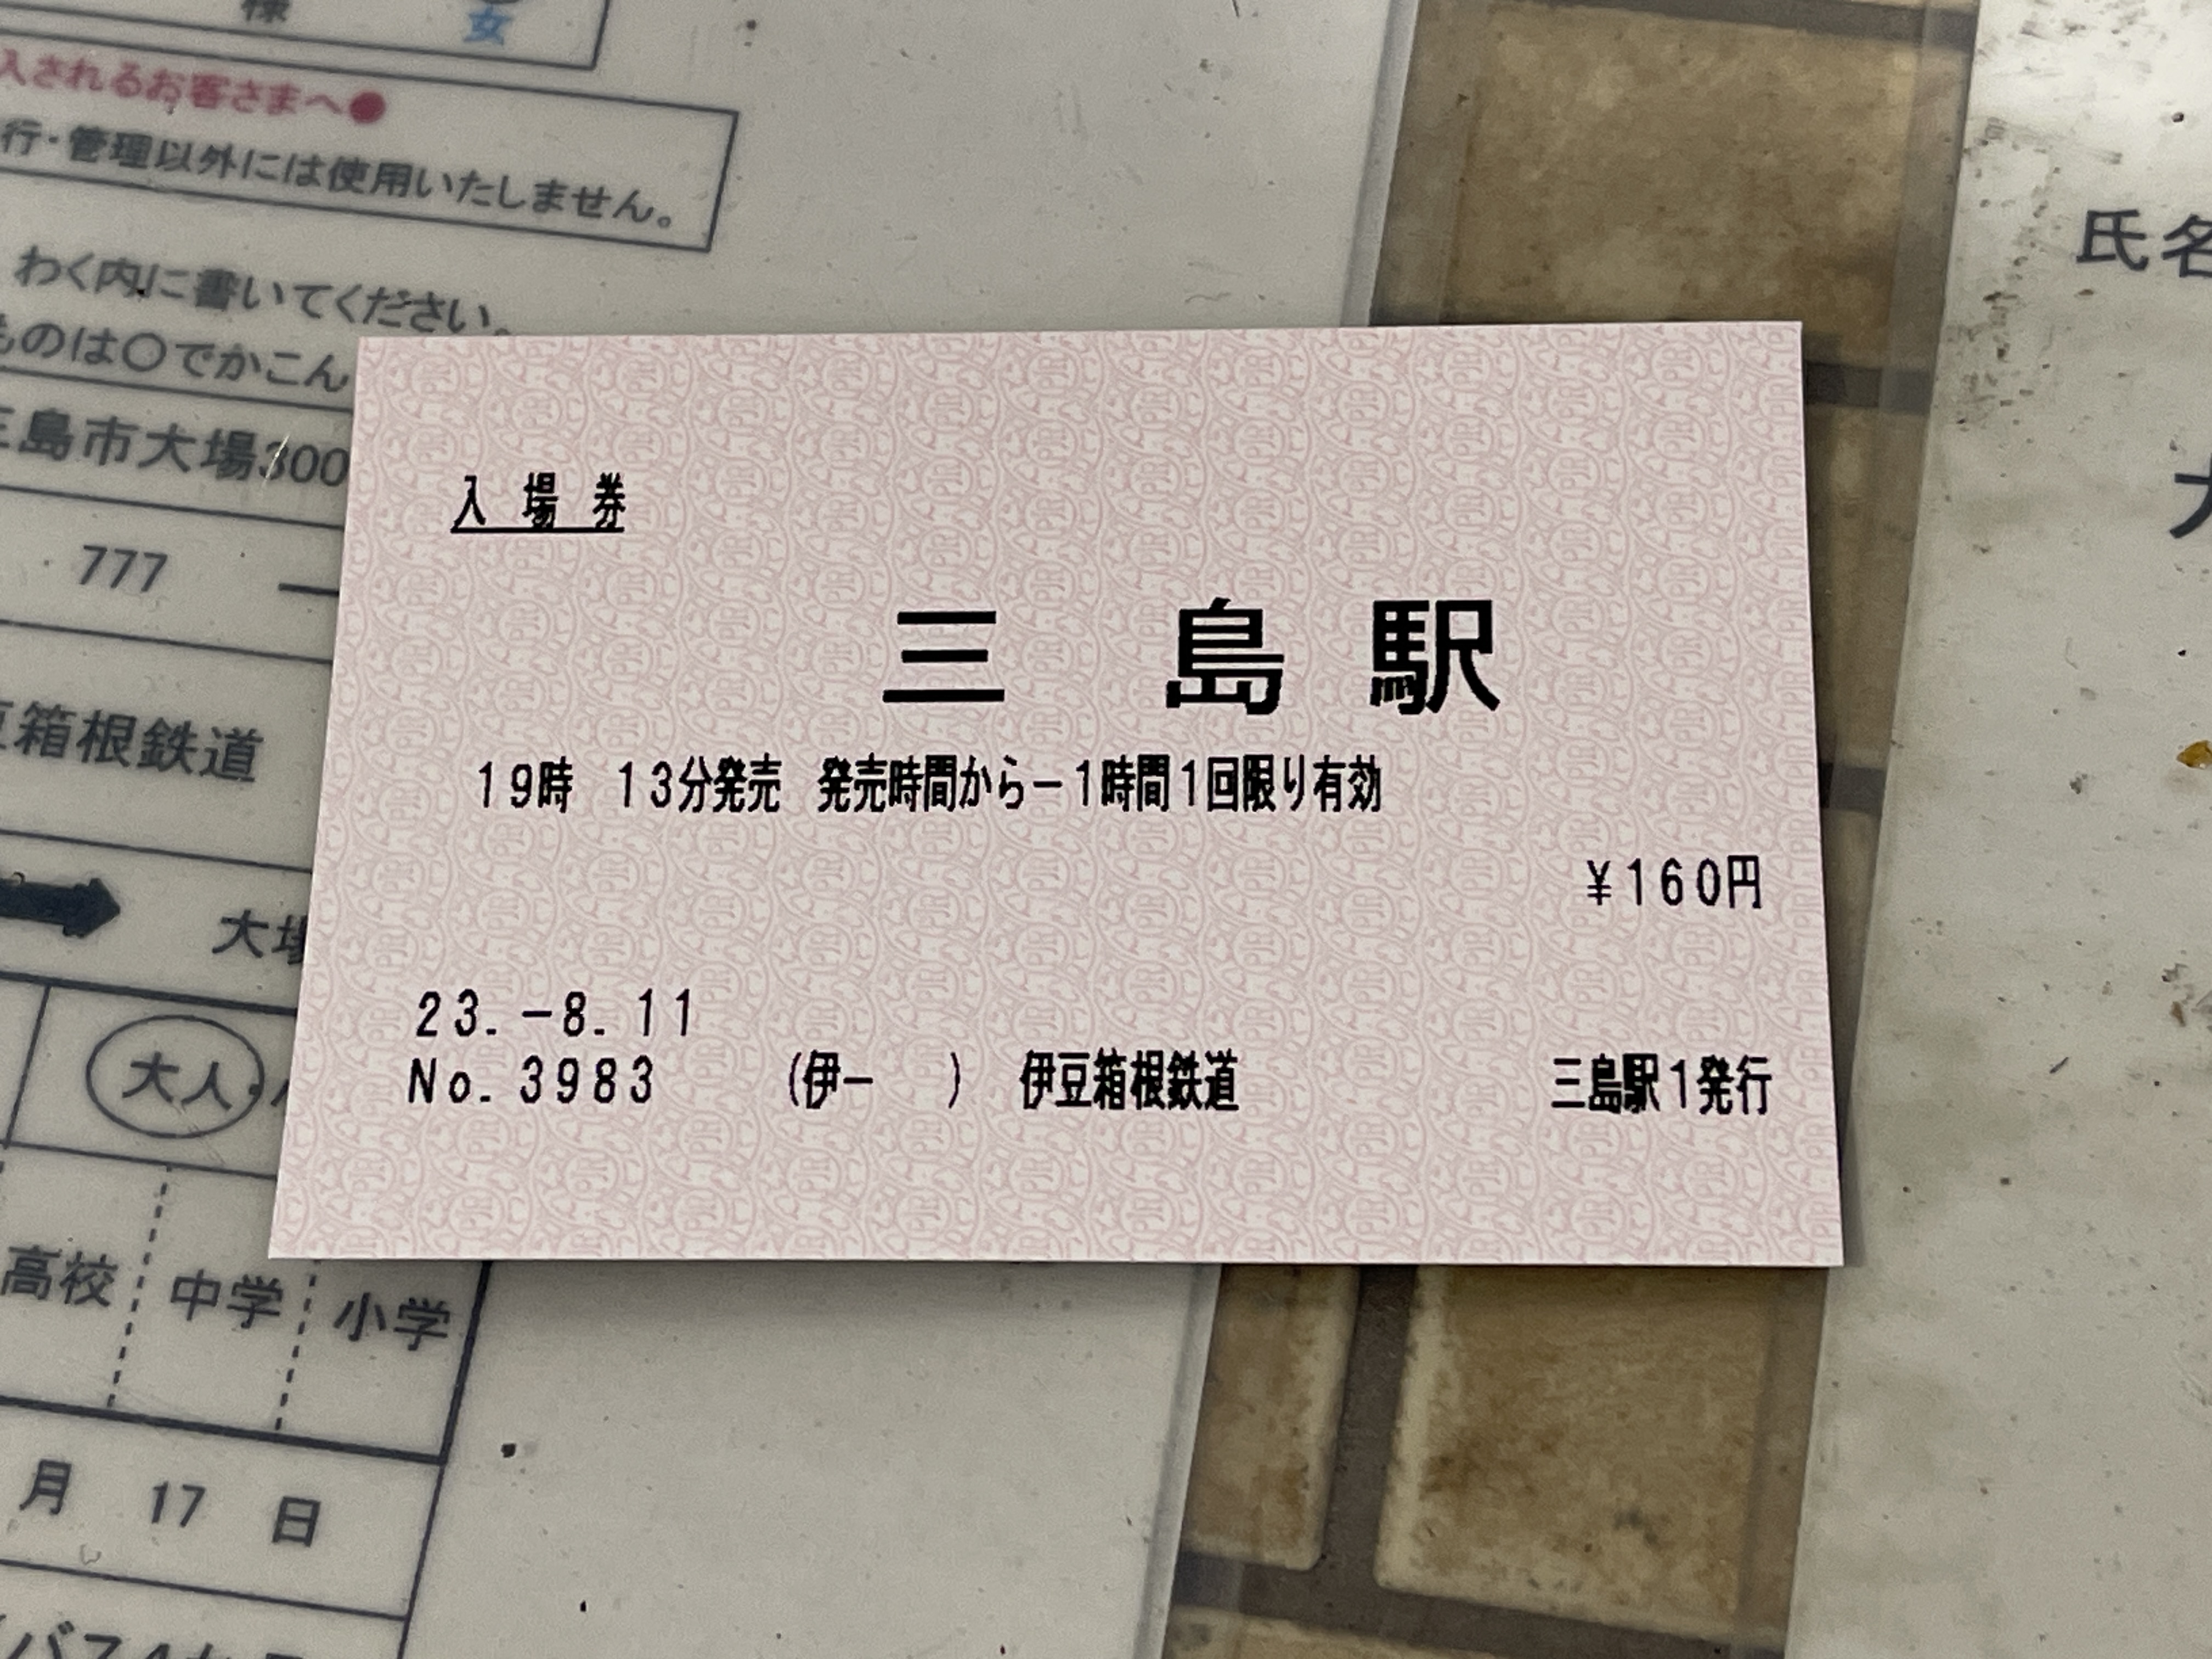 女
入されるお客さまへ●
行・管理以外には使用いたしません。
わく内に書いてください。
ものは○でかこん
三島市大場300
777 ―
豆箱根鉄道
大場
大人・
高校 中学 小学
月 17 日
氏名
入 場 券
三 島 駅
19時 13分発売 発売時間から－1時間1回限り有効
¥160円
23.-8.11
No.3983 (伊－ ) 伊豆箱根鉄道 三島駅1発行